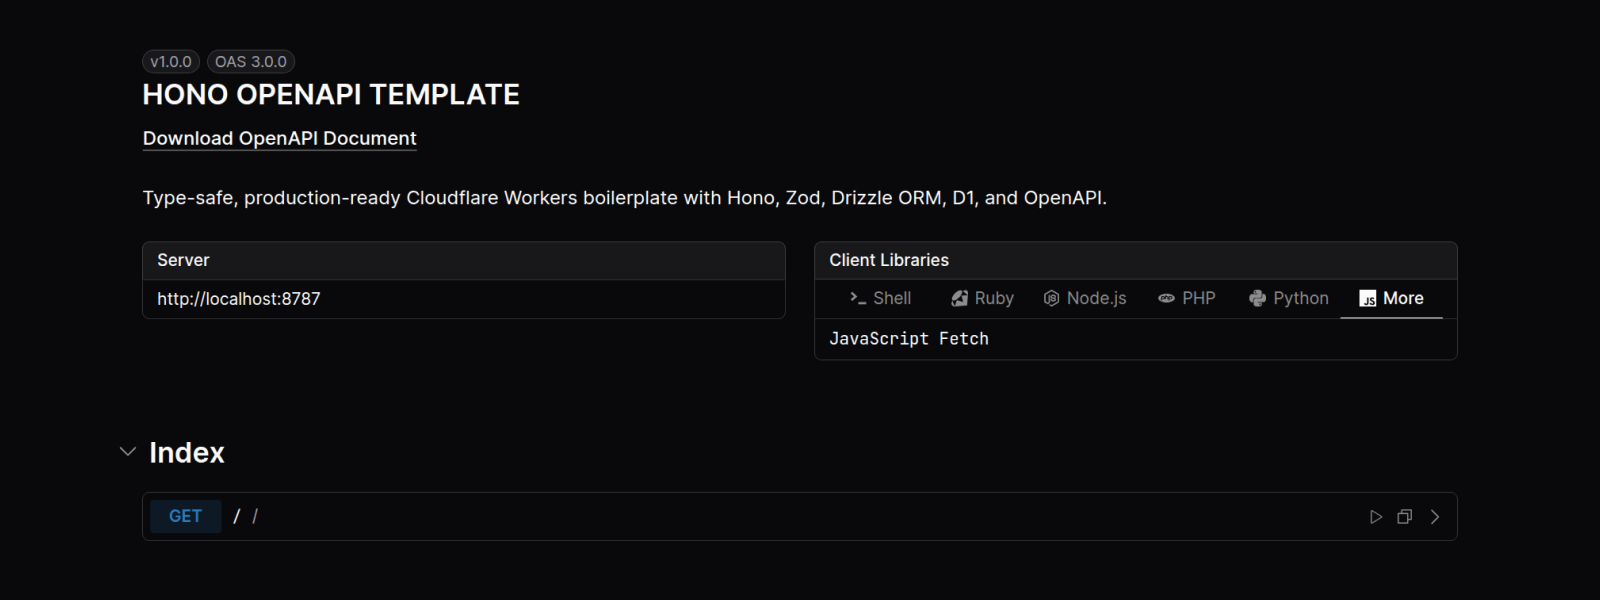 v1.0.0 OAS 3.0.0
HONO OPENAPI TEMPLATE
Download OpenAPI Document
Type-safe, production-ready Cloudflare Workers boilerplate with Hono, Zod, Drizzle ORM, D1, and OpenAPI.
Server
http://localhost:8787
Client Libraries
Shell Ruby Node.js PHP Python JS More
JavaScript Fetch
Index
GET / /